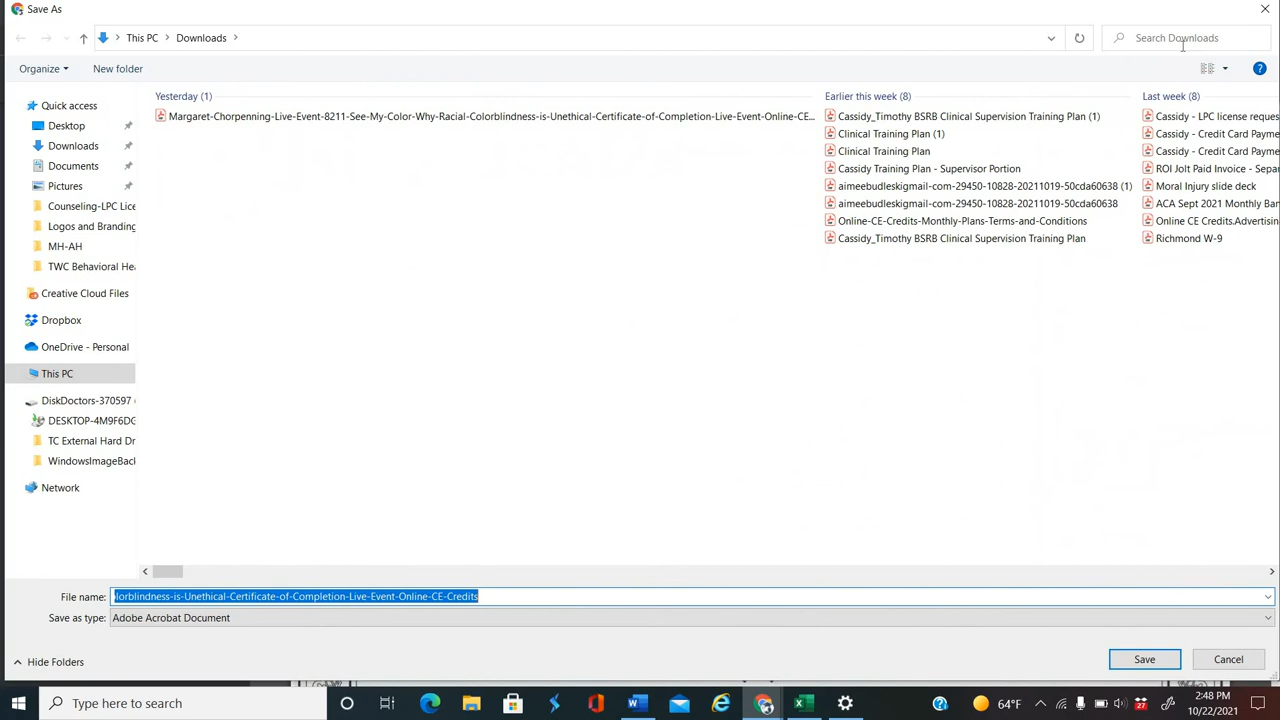 Save As
This PC
Downloads
Search Downloads
Organize
New folder
Quick access
Desktop
Downloads
Documents
Pictures
Counseling-LPC Lice
Logos and Branding
MH-AH
TWC Behavioral Hea
Creative Cloud Files
Dropbox
OneDrive - Personal
This PC
DiskDoctors-370597
DESKTOP-4M9F6DG
TC External Hard Dr
WindowsImageBack
Network
Yesterday (1)
Margaret-Chorpenning-Live-Event-8211-See-My-Color-Why-Racial-Colorblindness-is-Unethical-Certificate-of-Completion-Live-Event-Online-CE...
Earlier this week (8)
Cassidy_Timothy BSRB Clinical Supervision Training Plan (1)
Clinical Training Plan (1)
Clinical Training Plan
Cassidy Training Plan - Supervisor Portion
aimeebudleskigmail-com-29450-10828-20211019-50cda60638 (1)
aimeebudleskigmail-com-29450-10828-20211019-50cda60638
Online-CE-Credits-Monthly-Plans-Terms-and-Conditions
Cassidy_Timothy BSRB Clinical Supervision Training Plan
Last week (8)
Cassidy - LPC license reques
Cassidy - Credit Card Payme
Cassidy - Credit Card Payme
ROI Jolt Paid Invoice - Sepa
Moral Injury slide deck
ACA Sept 2021 Monthly Ban
Online CE Credits.Advertisin
Richmond W-9
File name:
lorblindness-is-Unethical-Certificate-of-Completion-Live-Event-Online-CE-Credits
Save as type:
Adobe Acrobat Document
Hide Folders
Save
Cancel
Type here to search
64°F
2:48 PM
10/22/2021